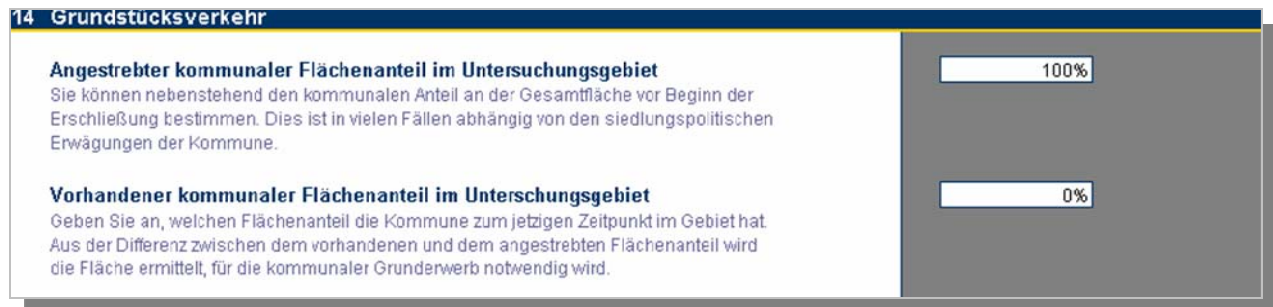 14 Grundstücksverkehr
Angestrebter kommunaler Flächenanteil im Untersuchungsgebiet
100%
Sie können nebenstehend den kommunalen Anteil an der Gesamtfläche vor Beginn der
Erschließung bestimmen. Dies ist in vielen Fällen abhängig von den siedlungspolitischen
Erwägungen der Kommune.
Vorhandener kommunaler Flächenanteil im Unterschungsgebiet
0%
Geben Sie an, welchen Flächenanteil die Kommune zum jetzigen Zeitpunkt im Gebiet hat.
Aus der Differenz zwischen dem vorhandenen und dem angestrebten Flächenanteil wird
die Fläche ermittelt, für die kommunaler Grunderwerb notwendig wird.